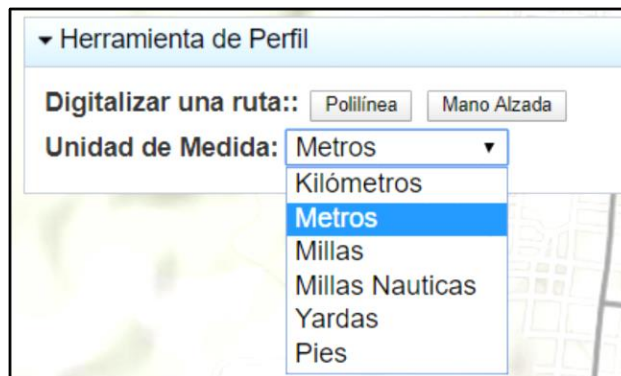 Herramienta de Perfil
Digitalizar una ruta:: Polilínea Mano Alzada
Unidad de Medida: Metros
Kilómetros
Metros
Millas
Millas Nauticas
Yardas
Pies